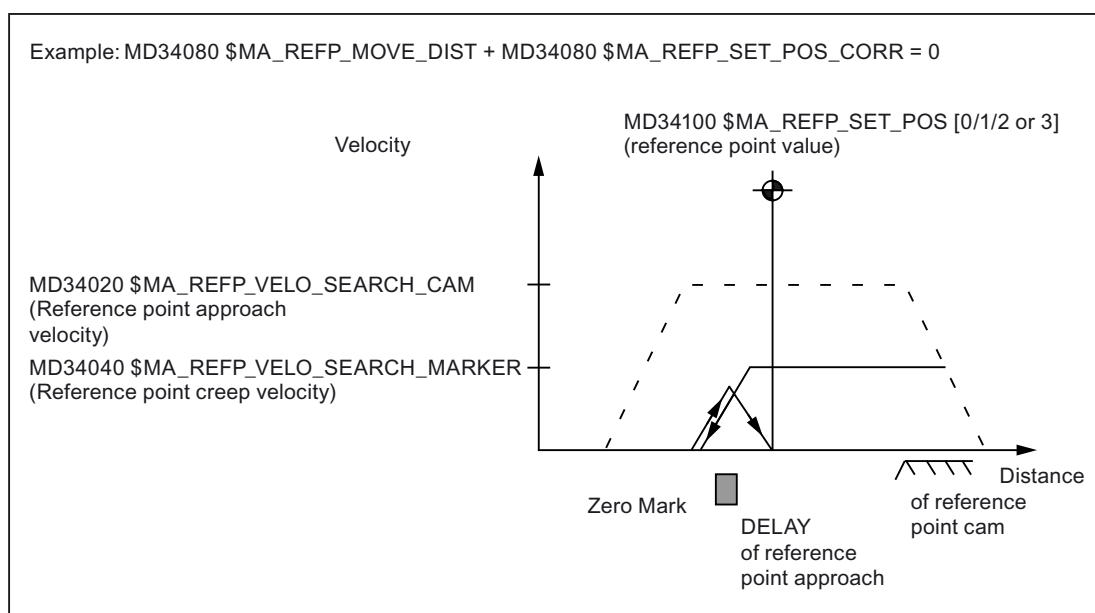 Example: MD34080 $MA_REFP_MOVE_DIST + MD34080 $MA_REFP_SET_POS_CORR = 0
MD34100 $MA_REFP_SET_POS [0/1/2 or 3]
(reference point value)
Velocity
MD34020 $MA_REFP_VELO_SEARCH_CAM
(Reference point approach
velocity)
MD34040 $MA_REFP_VELO_SEARCH_MARKER
(Reference point creep velocity)
Distance
Zero Mark
DELAY
of reference
point approach
of reference
point cam